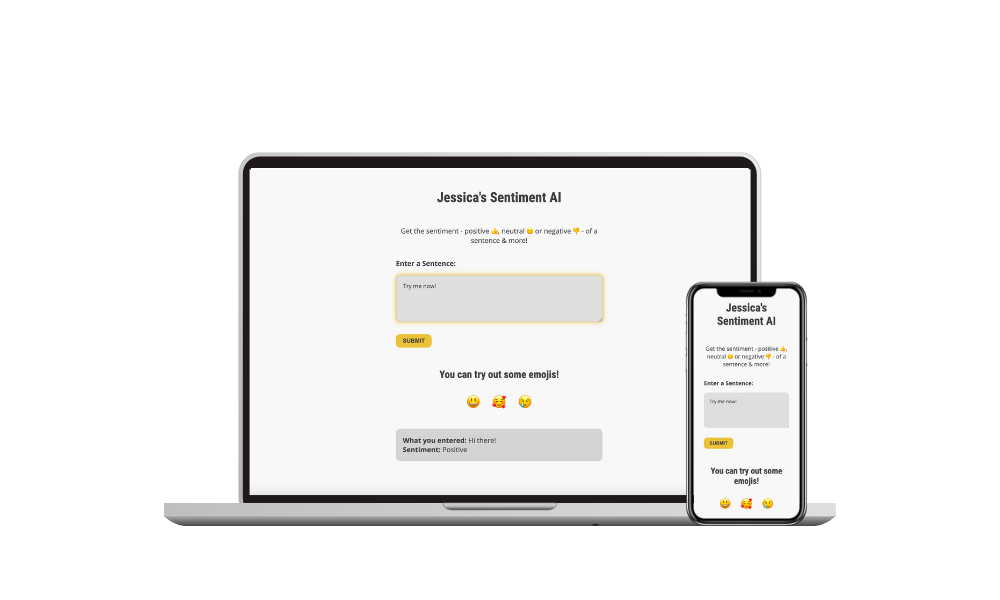 Jessica's Sentiment AI
Get the sentiment - positive 👍, neutral 😐 or negative 👎 - of a
sentence & more!
Enter a Sentence:
Try me now!
SUBMIT
You can try out some emojis!
😃 🥰 😢
What you entered: Hi there!
Sentiment: Positive
Jessica's
Sentiment AI
Get the sentiment - positive 👍,
neutral 😐 or negative 👎 - of a
sentence & more!
Enter a Sentence:
Try me now!
SUBMIT
You can try out some
emojis!
😃 🥰 😢